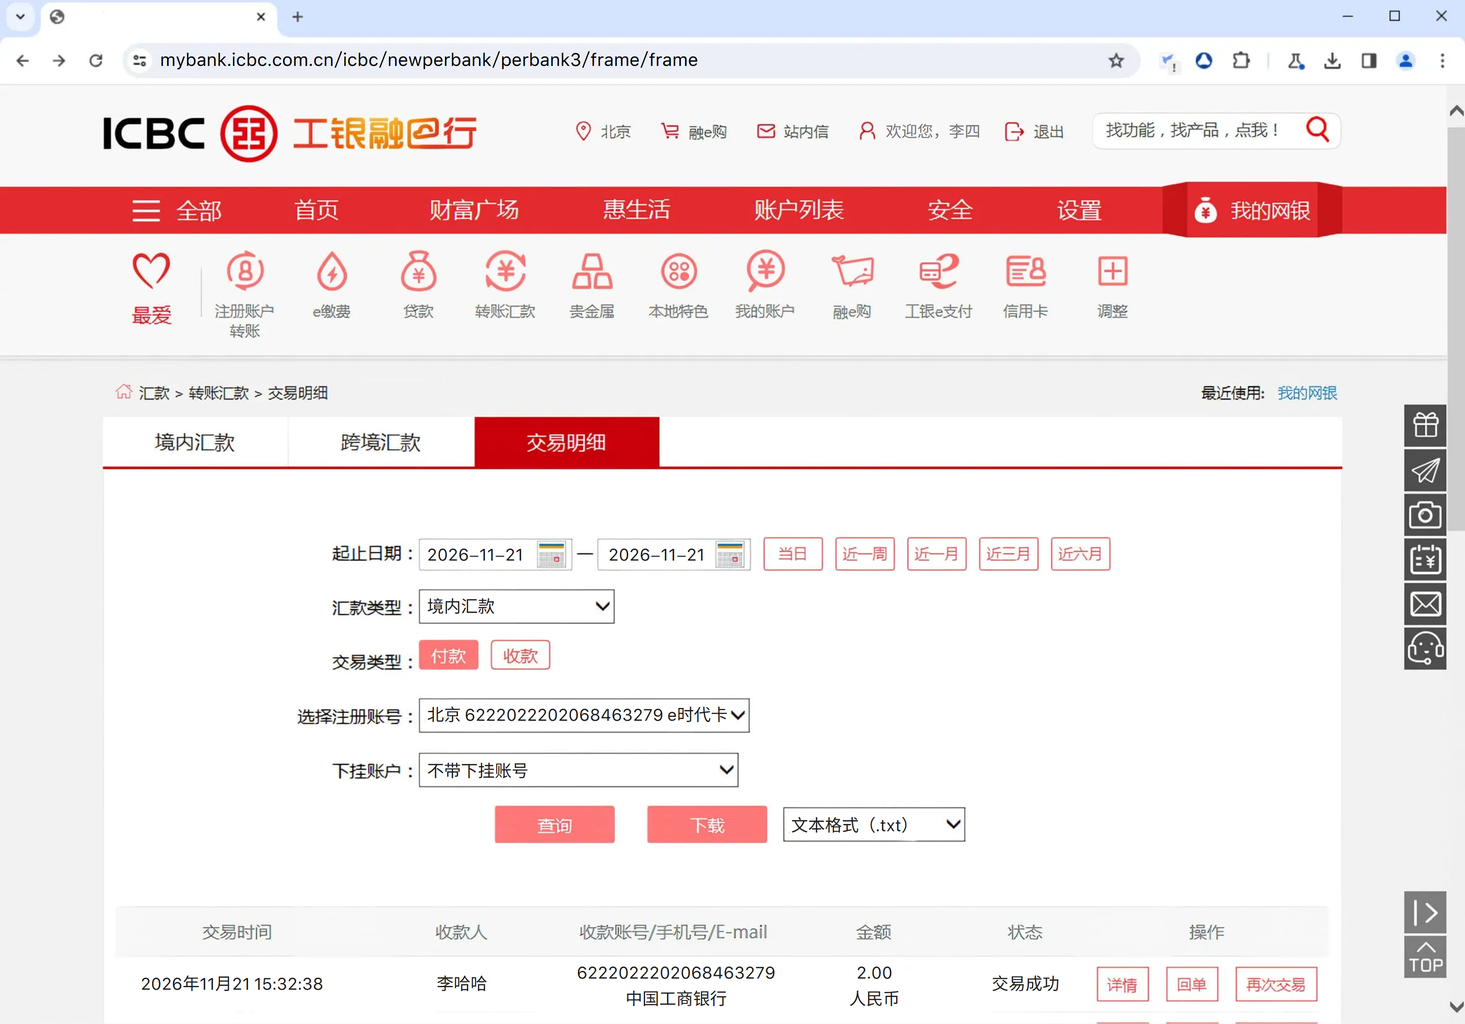 mybank.icbc.com.cn/icbc/newperbank/perbank3/frame/frame
ICBC 工银融e行
北京 融e购 站内信 欢迎您，李四 退出 找功能，找产品，点我！
全部 首页 财富广场 惠生活 账户列表 安全 设置 我的网银
最爱 注册账户转账 e缴费 贷款 转账汇款 贵金属 本地特色 我的账户 融e购 工银e支付 信用卡 调整
汇款 > 转账汇款 > 交易明细 最近使用: 我的网银
境内汇款 跨境汇款 交易明细
起止日期： 2026-11-21 — 2026-11-21 当日 近一周 近一月 近三月 近六月
汇款类型： 境内汇款
交易类型： 付款 收款
选择注册账号： 北京 6222022202068463279 e时代卡
下挂账户： 不带下挂账号
查询 下载 文本格式（.txt）
交易时间 收款人 收款账号/手机号/E-mail 金额 状态 操作
2026年11月21 15:32:38 李哈哈 6222022202068463279 2.00 交易成功 详情 回单 再次交易
中国工商银行 人民币
TOP